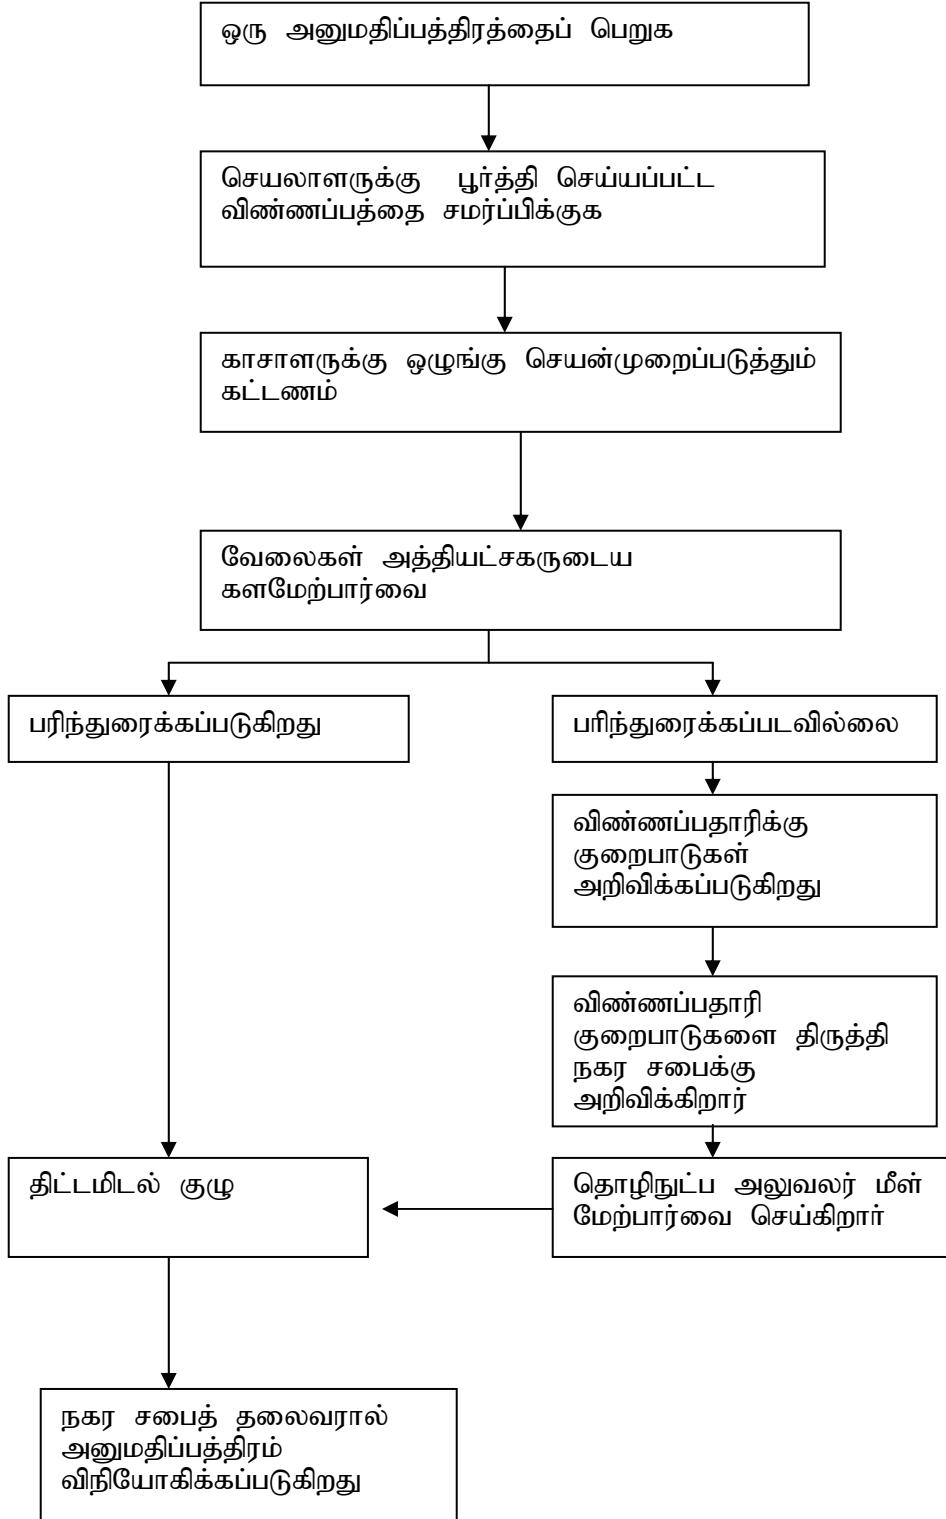 ஒரு அனுமதிப்பத்திரத்தைப் பெறுக
செயலாளருக்கு பூர்த்தி செய்யப்பட்ட
விண்ணப்பத்தை சமர்ப்பிக்குக
காசாளருக்கு ஒழுங்கு செயன்முறைப்படுத்தும்
கட்டணம்
வேலைகள் அத்தியட்சகருடைய
களமேற்பார்வை
பரிந்துரைக்கப்படுகிறது
பரிந்துரைக்கப்படவில்லை
விண்ணப்பதாரிக்கு
குறைபாடுகள்
அறிவிக்கப்படுகிறது
விண்ணப்பதாரி
குறைபாடுகளை திருத்தி
நகர சபைக்கு
அறிவிக்கிறார்
திட்டமிடல் குழு
தொழிநுட்ப அலுவலர் மீள்
மேற்பார்வை செய்கிறார்
நகர சபைத் தலைவரால்
அனுமதிப்பத்திரம்
விநியோகிக்கப்படுகிறது